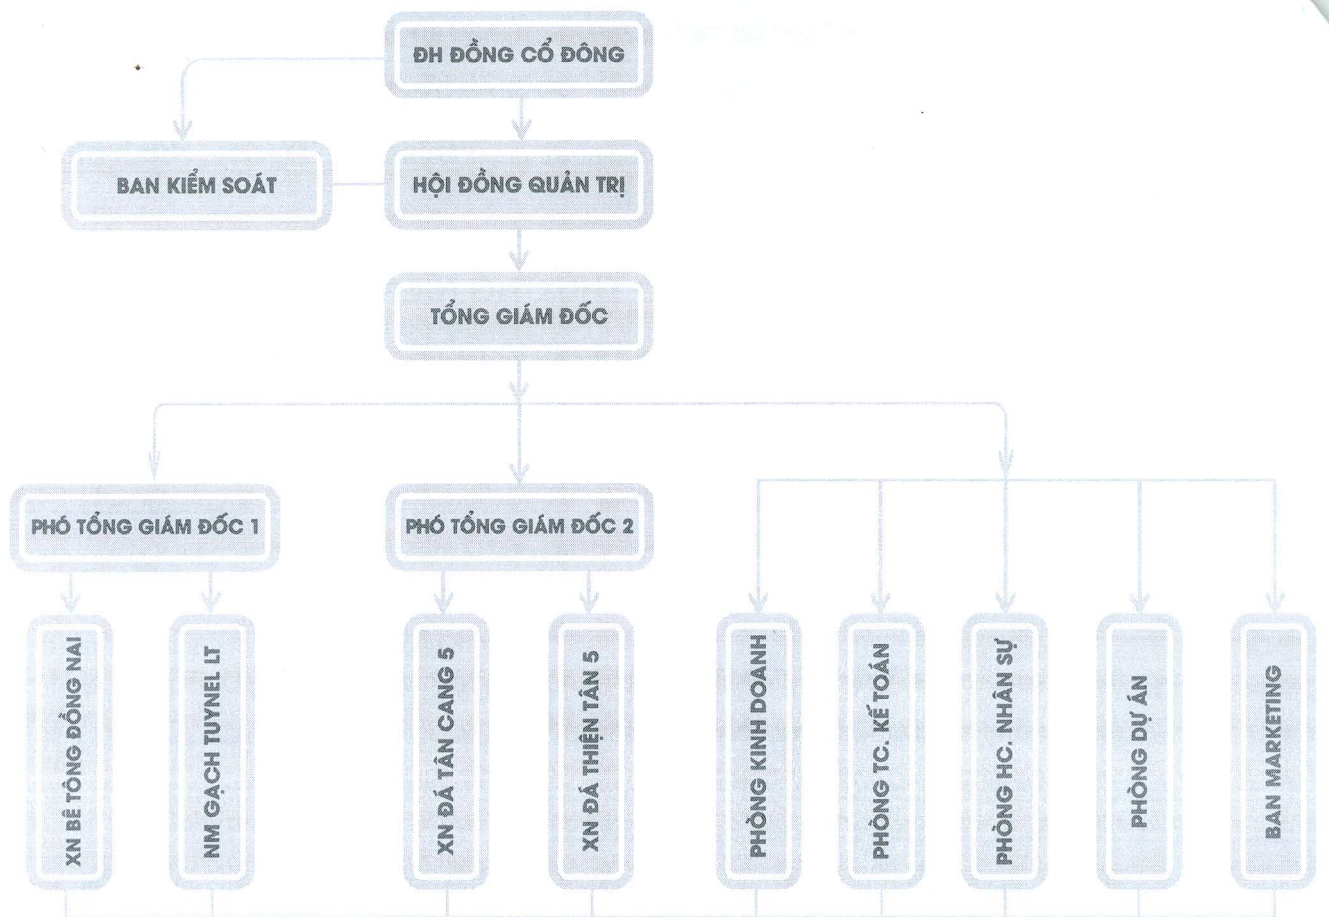 ĐH ĐỒNG CỔ ĐÔNG
BAN KIỂM SOÁT
HỘI ĐỒNG QUẢN TRỊ
TỔNG GIÁM ĐỐC
PHÓ TỔNG GIÁM ĐỐC 1
PHÓ TỔNG GIÁM ĐỐC 2
XN BÊ TÔNG ĐỒNG NAI
NM GẠCH TUYNEL LT
XN ĐÁ TÂN CANG 5
XN ĐÁ THIỆN TÂN 5
PHÒNG KINH DOANH
PHÒNG TC. KẾ TOÁN
PHÒNG HC. NHÂN SỰ
PHÒNG DỰ ÁN
BAN MARKETING